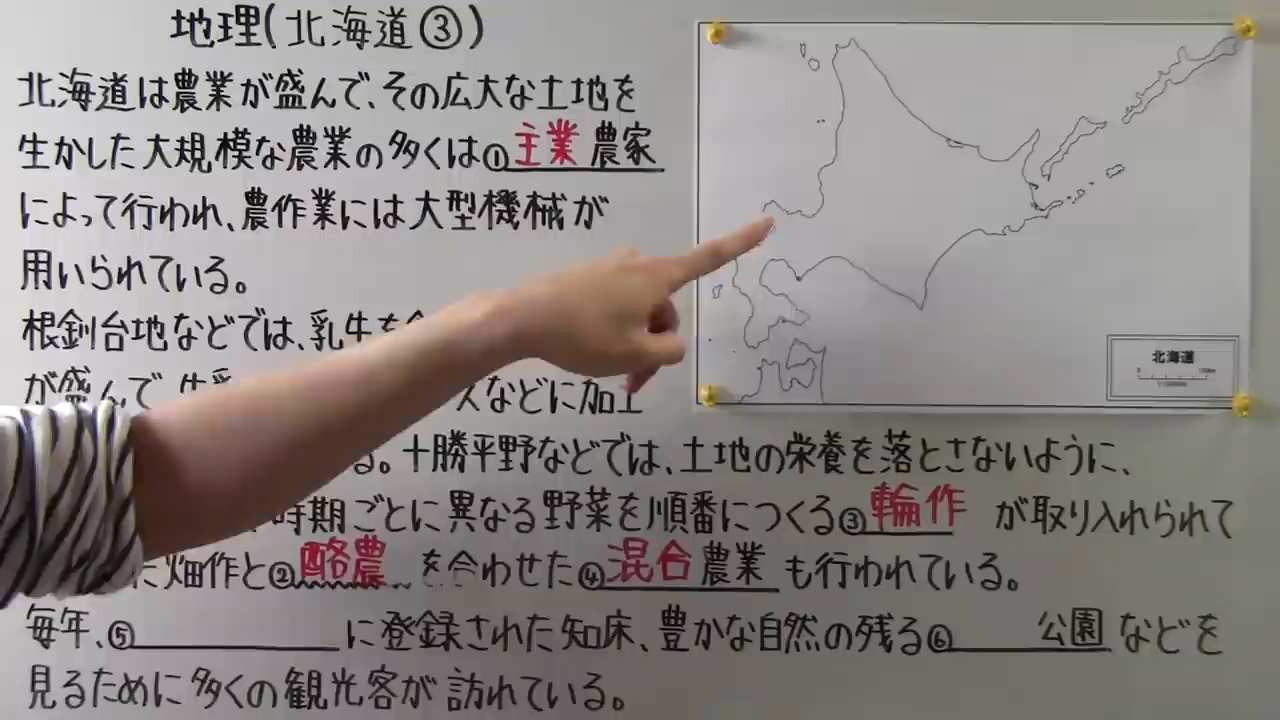 地理(北海道③)
北海道は農業が盛んで、その広大な土地を
生かした大規模な農業の多くは①主業農家
によって行われ、農作業には大型機械が
用いられている。
根釧台地などでは、乳牛を
が盛んで
などに加工
る。十勝平野などでは、土地の栄養を落とさないように、
時期ごとに異なる野菜を順番につくる③輪作 が取り入れられて
た畑作と②酪農 を合わせた④混合農業 も行われている。
毎年、⑤ に登録された知床、豊かな自然の残る⑥ 公園 などを
見るために多くの観光客が訪れている。
北海道